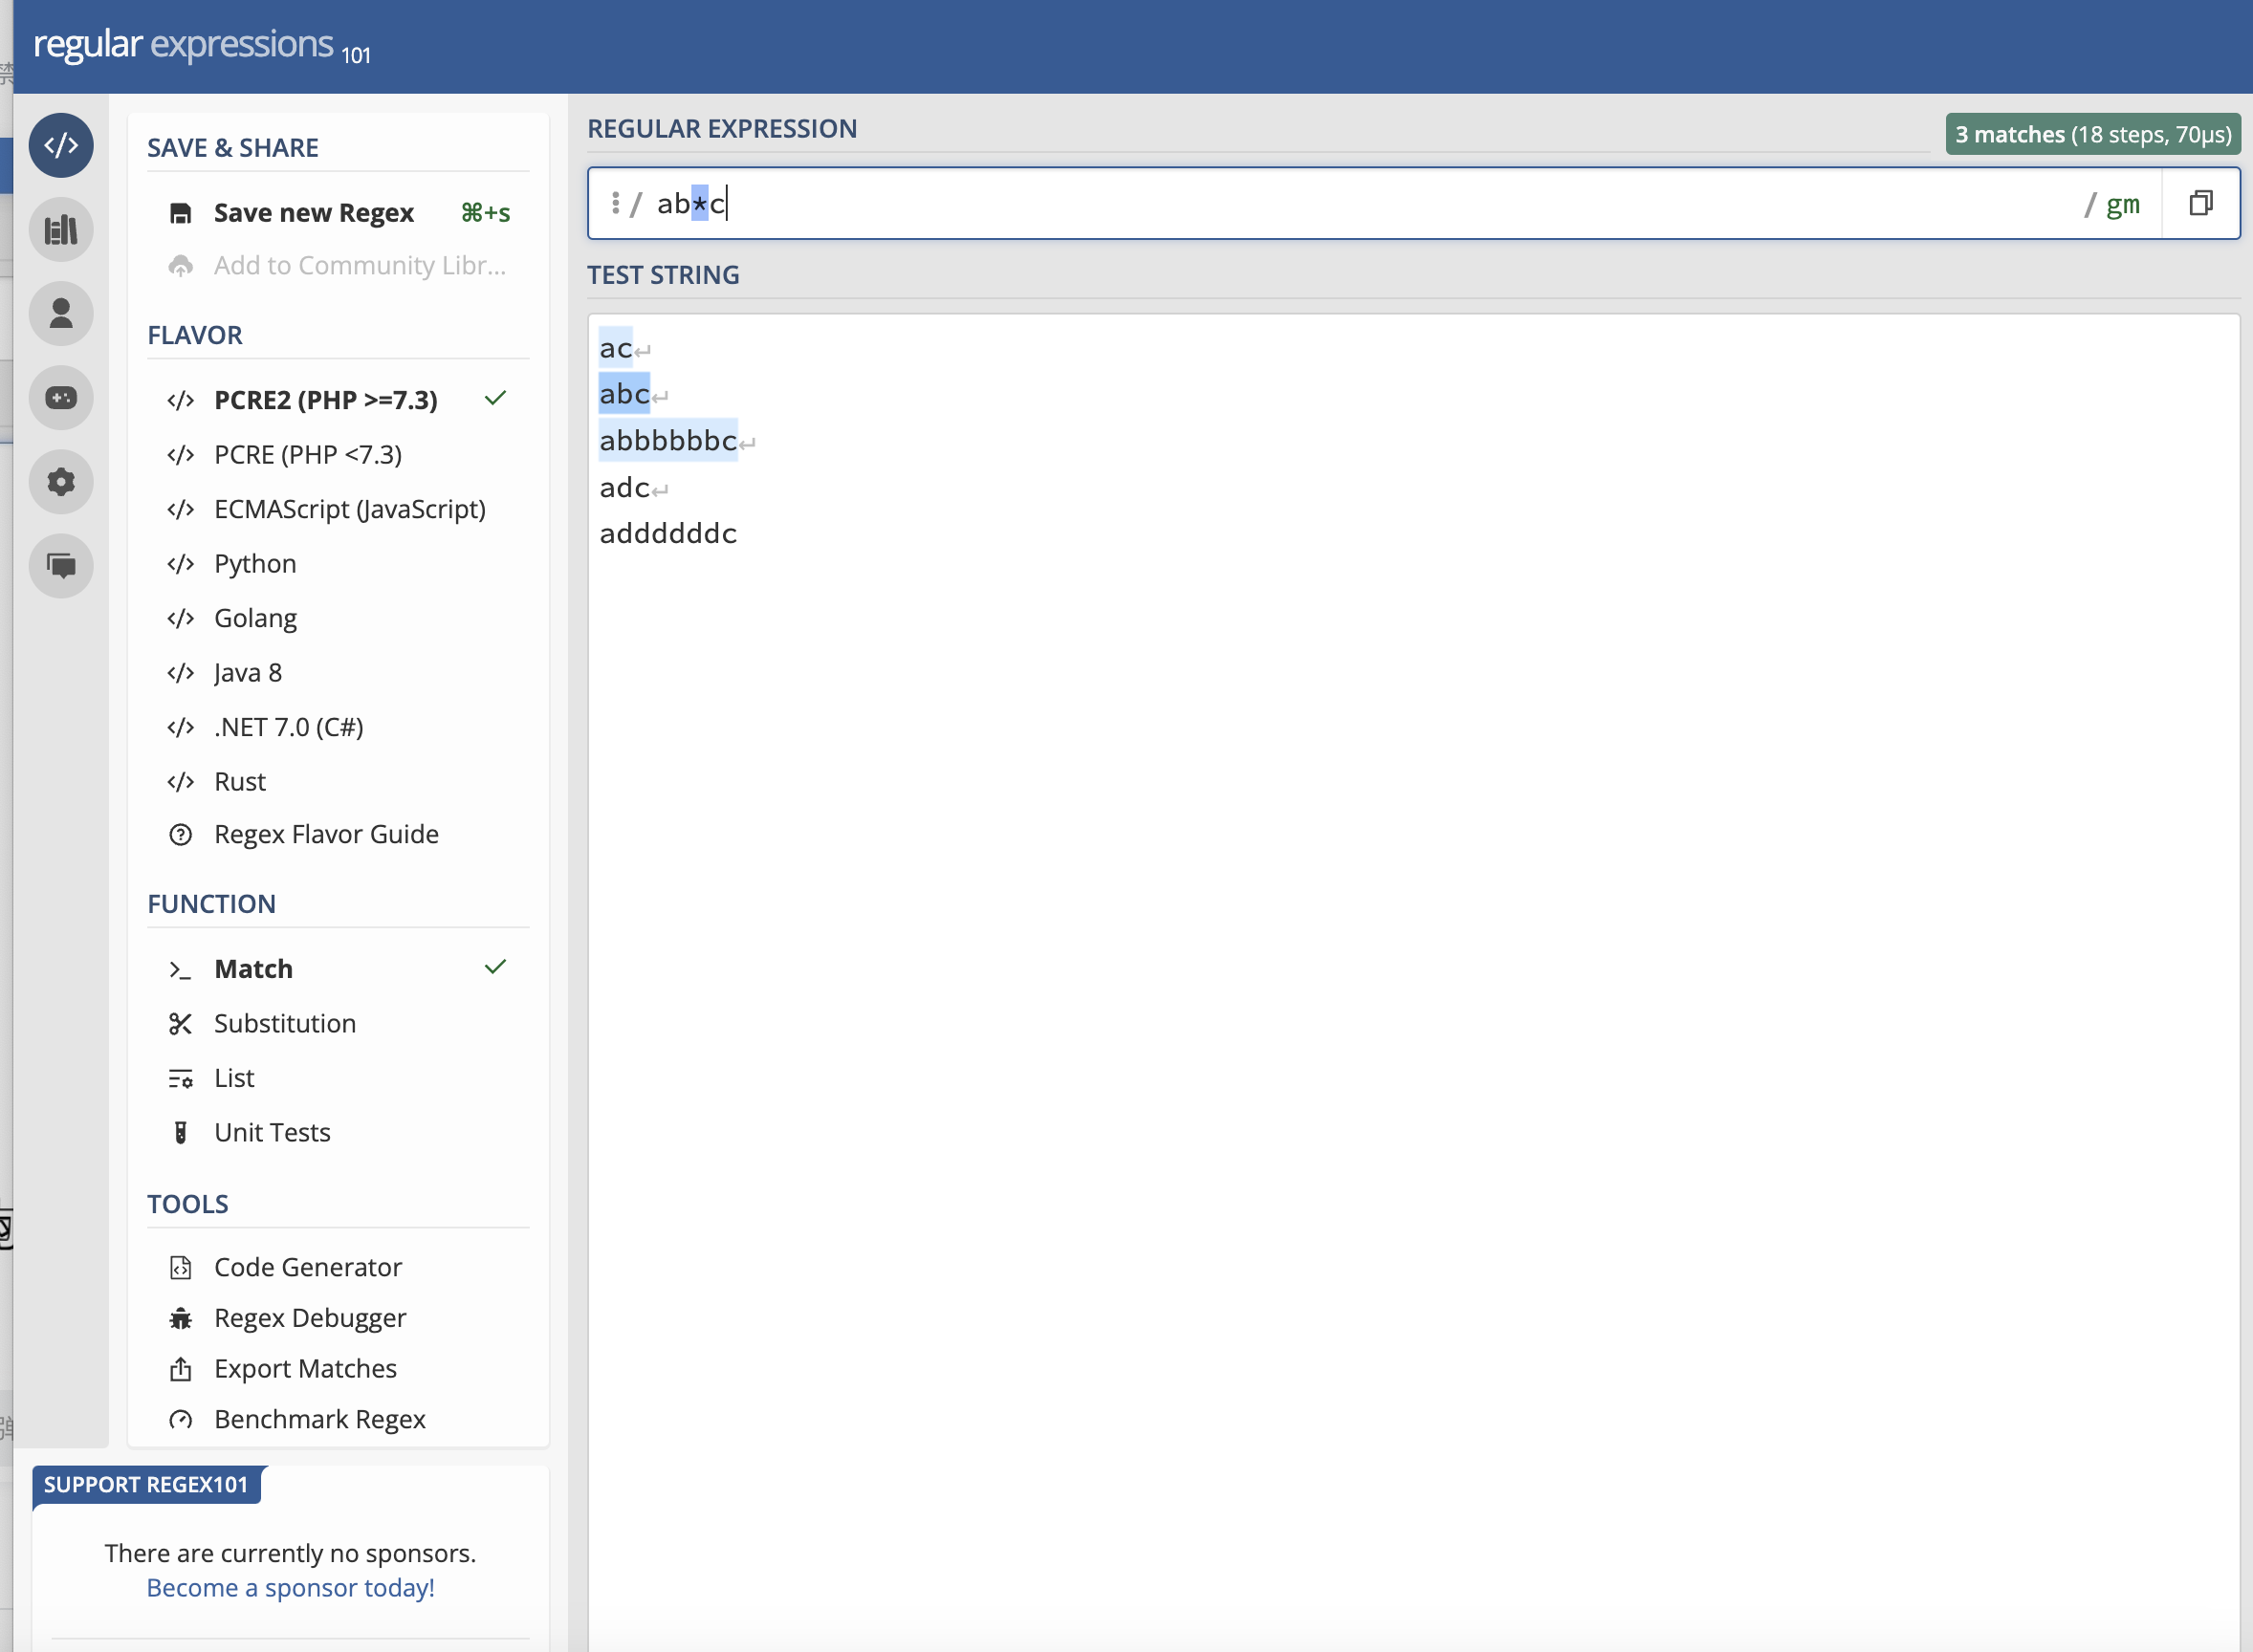 regular expressions 101
SAVE & SHARE
Save new Regex ⌘+s
Add to Community Libr...
FLAVOR
</> PCRE2 (PHP >=7.3)
</> PCRE (PHP <7.3)
</> ECMAScript (JavaScript)
</> Python
</> Golang
</> Java 8
</> .NET 7.0 (C#)
</> Rust
Regex Flavor Guide
FUNCTION
Match
Substitution
List
Unit Tests
TOOLS
Code Generator
Regex Debugger
Export Matches
Benchmark Regex
SUPPORT REGEX101
There are currently no sponsors.
Become a sponsor today!
REGULAR EXPRESSION
3 matches (18 steps, 70μs)
/ ab*c / gm
TEST STRING
ac↵
abc↵
abbbbbbc↵
adc↵
addddddc